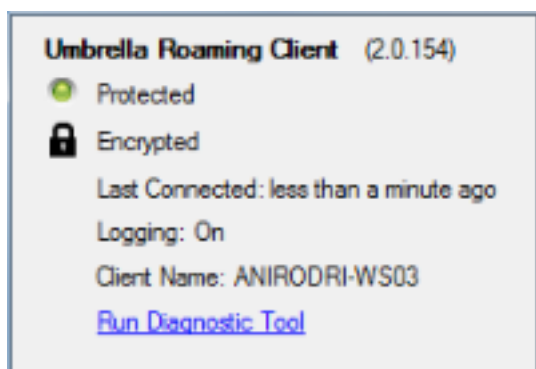 Umbrella Roaming Client (2.0.154)
Protected
Encrypted
Last Connected: less than a minute ago
Logging: On
Client Name: ANIRODRI-WS03
Run Diagnostic Tool